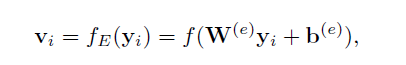 v_i = f_E(y_i) = f(W^(e) y_i + b^(e)),